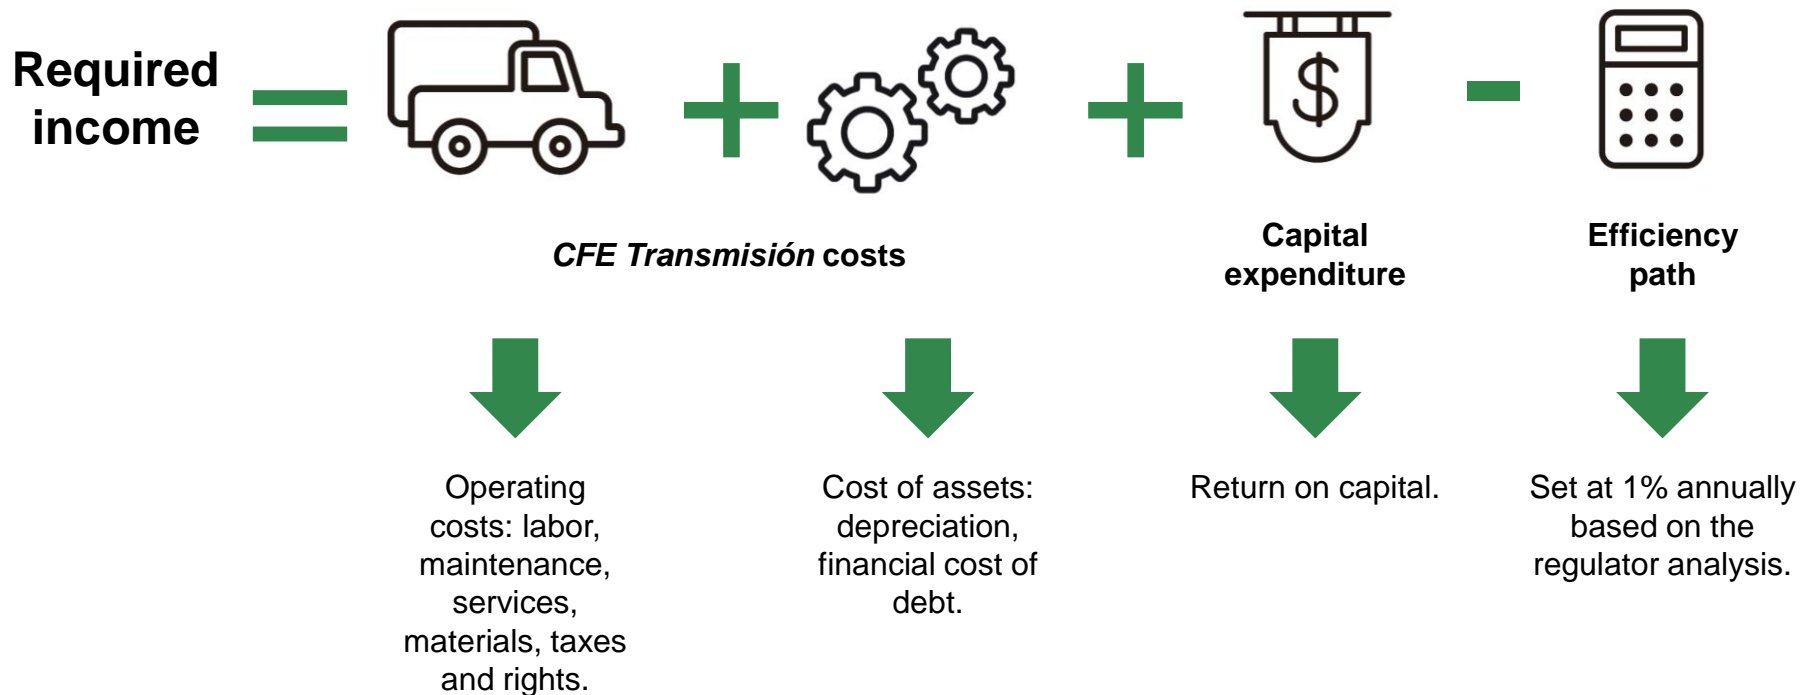 Required
income
=
+
+
$
-
CFE Transmisión costs
Capital
expenditure
Efficiency
path
Operating
costs: labor,
maintenance,
services,
materials, taxes
and rights.
Cost of assets:
depreciation,
financial cost of
debt.
Return on capital.
Set at 1% annually
based on the
regulator analysis.